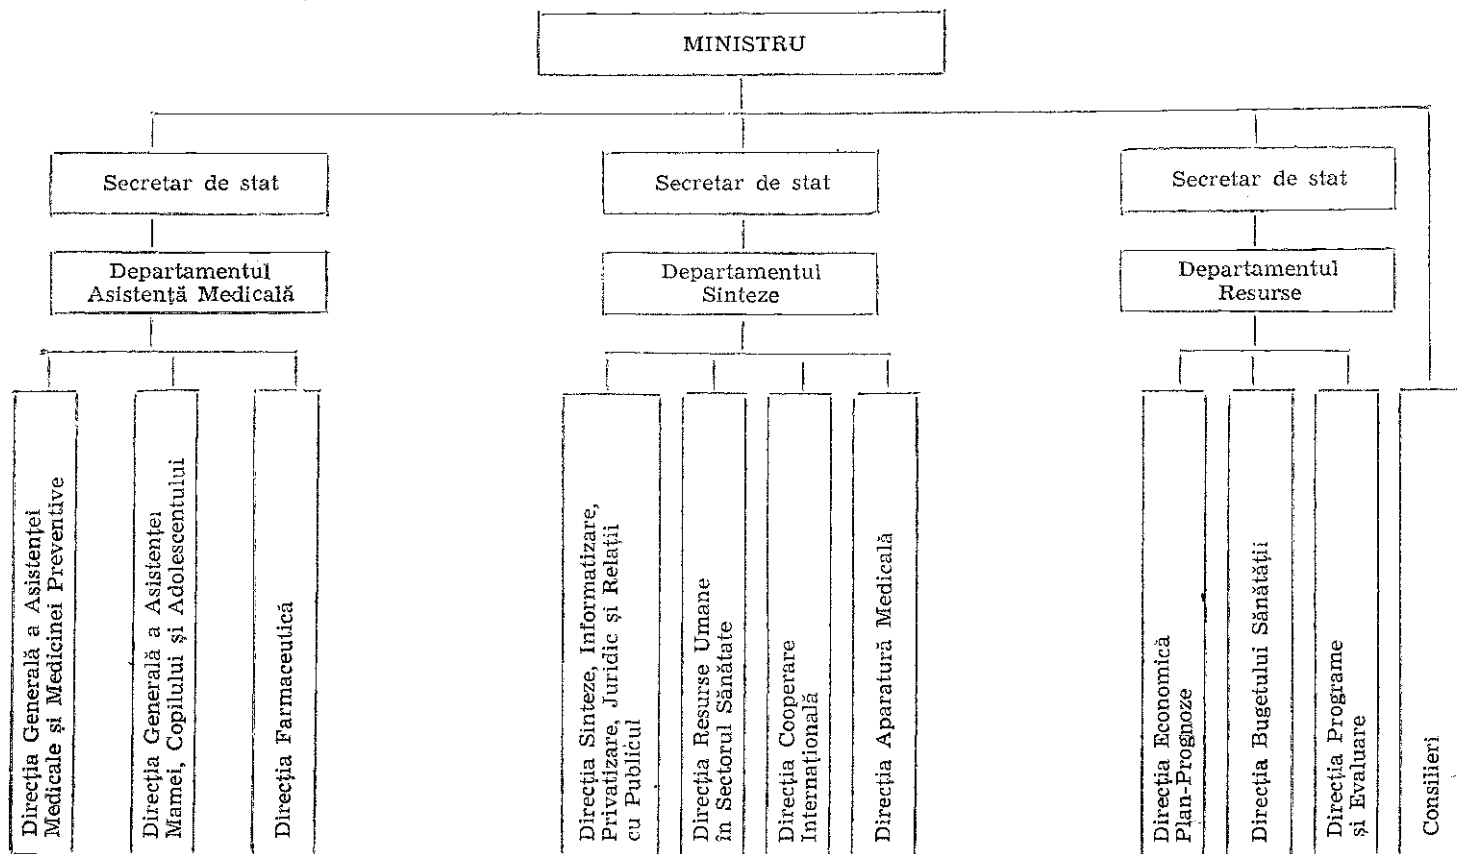 MINISTRU
Secretar de stat
Secretar de stat
Secretar de stat
Departamentul
Asistență Medicală
Departamentul
Sinteze
Departamentul
Resurse
Direcția Generală a Asistenței
Medicale și Medicinei Preventive
Direcția Generală a Asistenței
Mamei, Copilului și Adolescentului
Direcția Farmaceutică
Direcția Sinteze, Informatizare,
Privatizare, Juridic și Relații
cu Publicul
Direcția Resurse Umane
în Sectorul Sănătate
Direcția Cooperare
Internațională
Direcția Aparatură Medicală
Direcția Economică
Plan-Prognoze
Direcția Bugetului Sănătății
Direcția Programe
și Evaluare
Consilieri